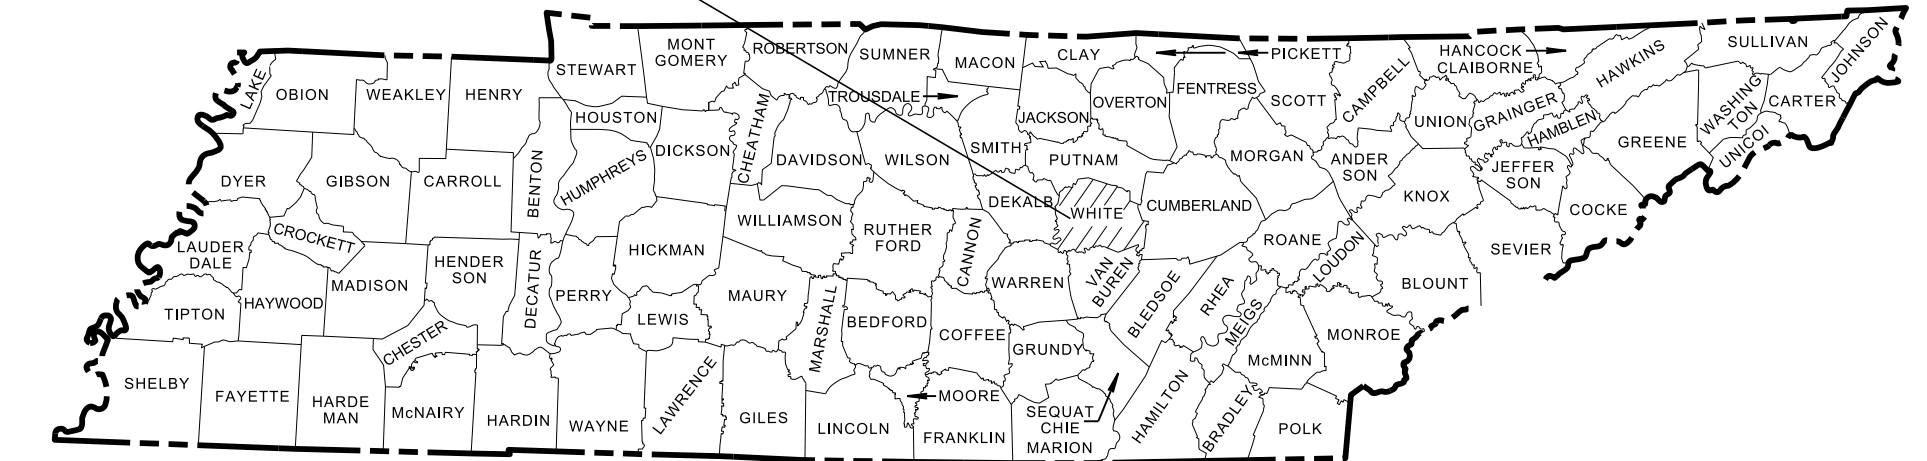 MONT
GOMERY
ROBERTSON
SUMNER
MACON
CLAY
PICKETT
HANCOCK
CLAIBORNE
HAWKINS
SULLIVAN
JOHNSON
STEWART
LAKE
OBION
WEAKLEY
HENRY
HOUSTON
CHEATHAM
TROUSDALE
JACKSON
OVERTON
FENTRESS
SCOTT
CAMPBELL
UNION
GRAINGER
HAMBLEN
WASHING
TON
CARTER
UNICOI
GREENE
DYER
GIBSON
CARROLL
BENTON
HUMPHREYS
DICKSON
DAVIDSON
WILSON
SMITH
PUTNAM
MORGAN
ANDER
SON
KNOX
JEFFER
SON
COCKE
LAUDER
DALE
CROCKETT
WILLIAMSON
RUTHER
FORD
CANNON
DEKALB
WHITE
CUMBERLAND
ROANE
LOUDON
SEVIER
TIPTON
HAYWOOD
MADISON
HENDER
SON
DECATUR
PERRY
HICKMAN
LEWIS
MAURY
MARSHALL
BEDFORD
COFFEE
WARREN
VAN
BUREN
BLEDSOE
RHEA
MEIGS
BLOUNT
MONROE
McMINN
SHELBY
FAYETTE
HARDE
MAN
CHESTER
McNAIRY
HARDIN
WAYNE
LAWRENCE
GILES
LINCOLN
MOORE
FRANKLIN
GRUNDY
SEQUAT
CHIE
MARION
HAMILTON
BRADLEY
POLK